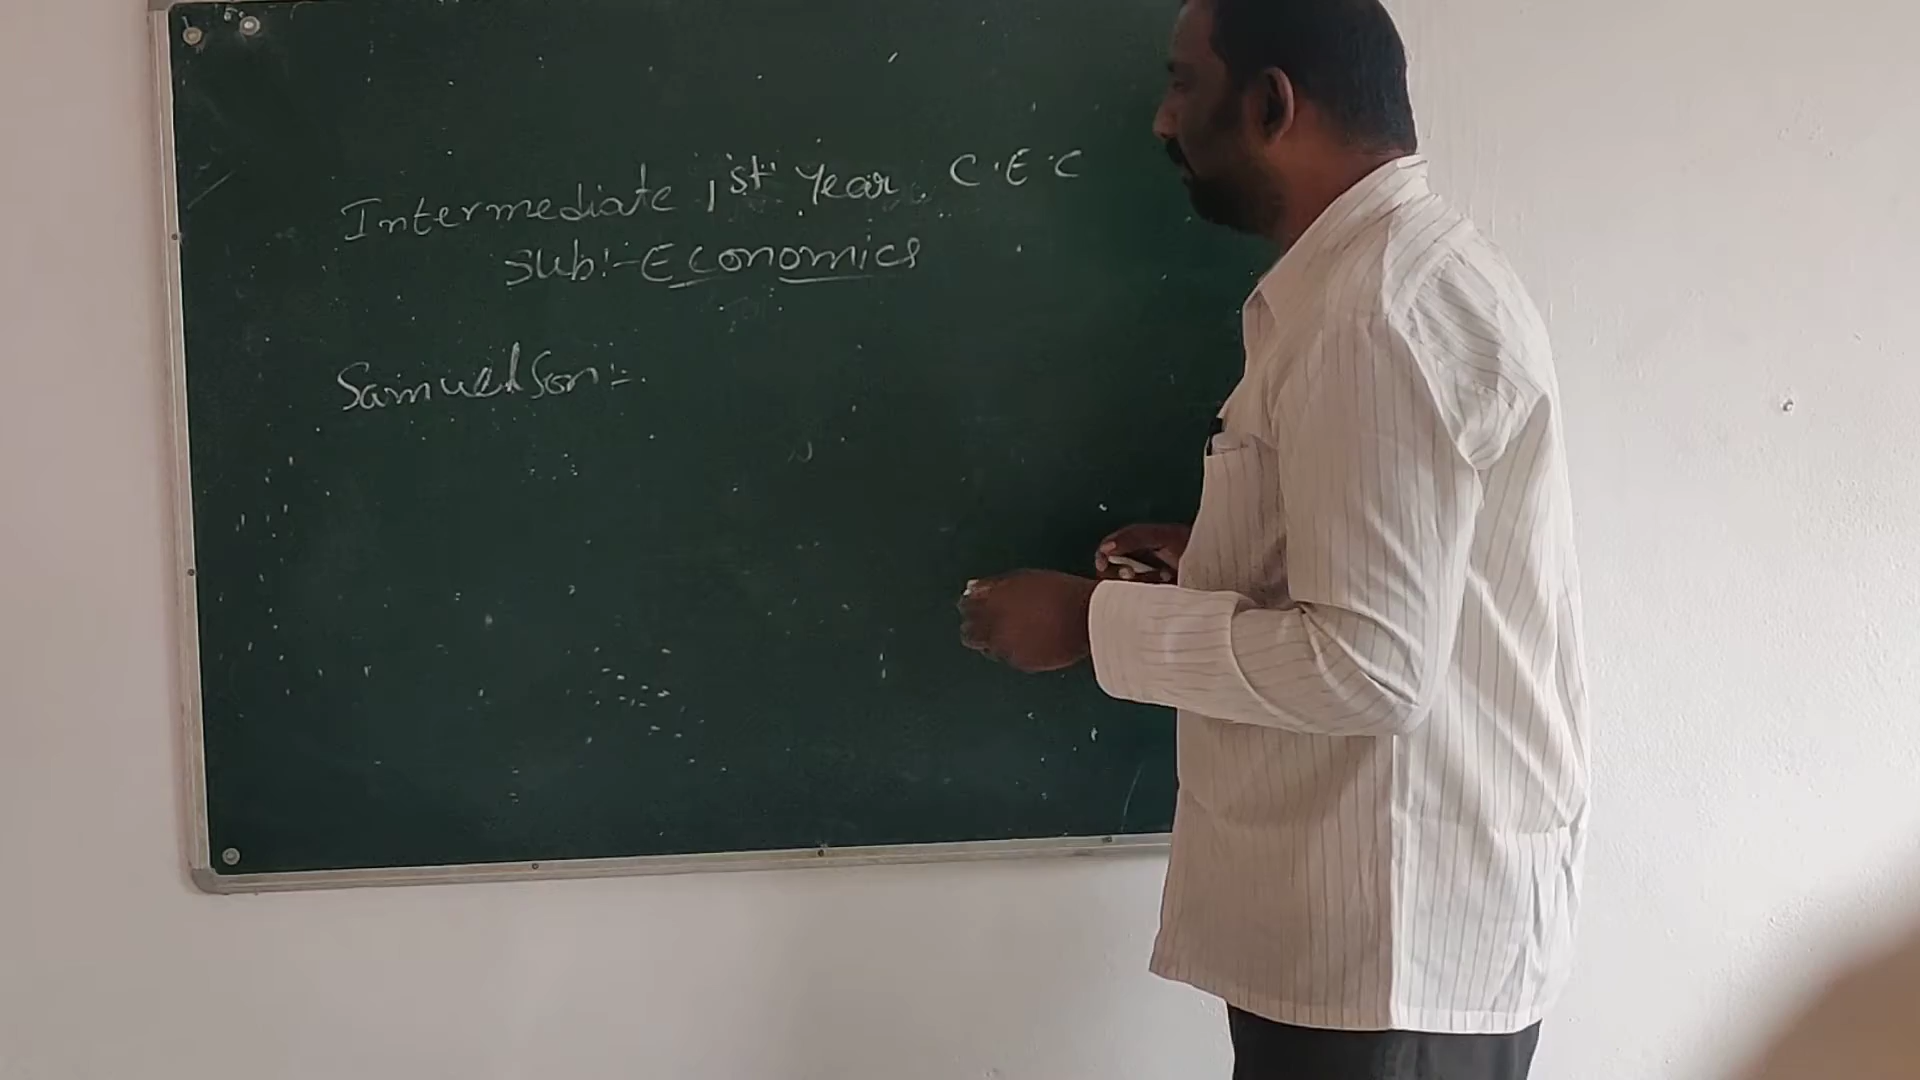 Intermediate 1st Year. C.E.C
Sub:- Economics
Samuelson:-